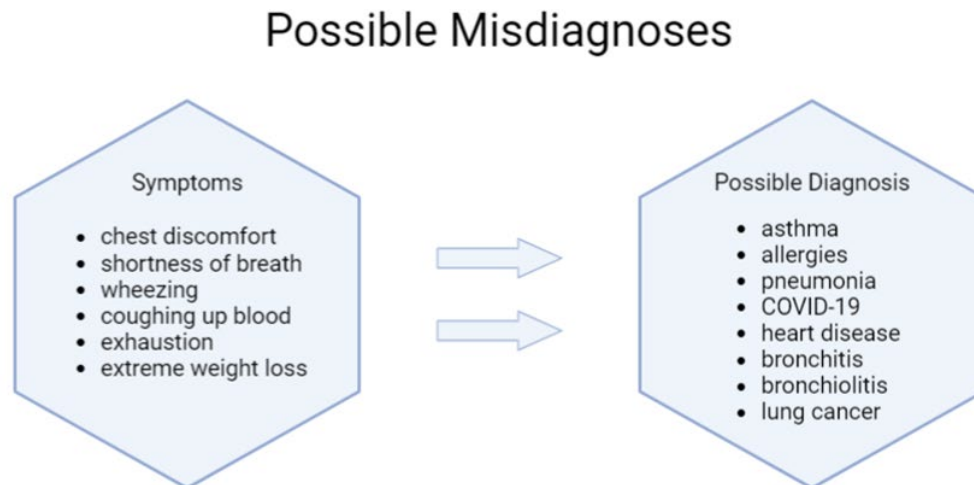 Possible Misdiagnoses
Symptoms
• chest discomfort
• shortness of breath
• wheezing
• coughing up blood
• exhaustion
• extreme weight loss
Possible Diagnosis
• asthma
• allergies
• pneumonia
• COVID-19
• heart disease
• bronchitis
• bronchiolitis
• lung cancer